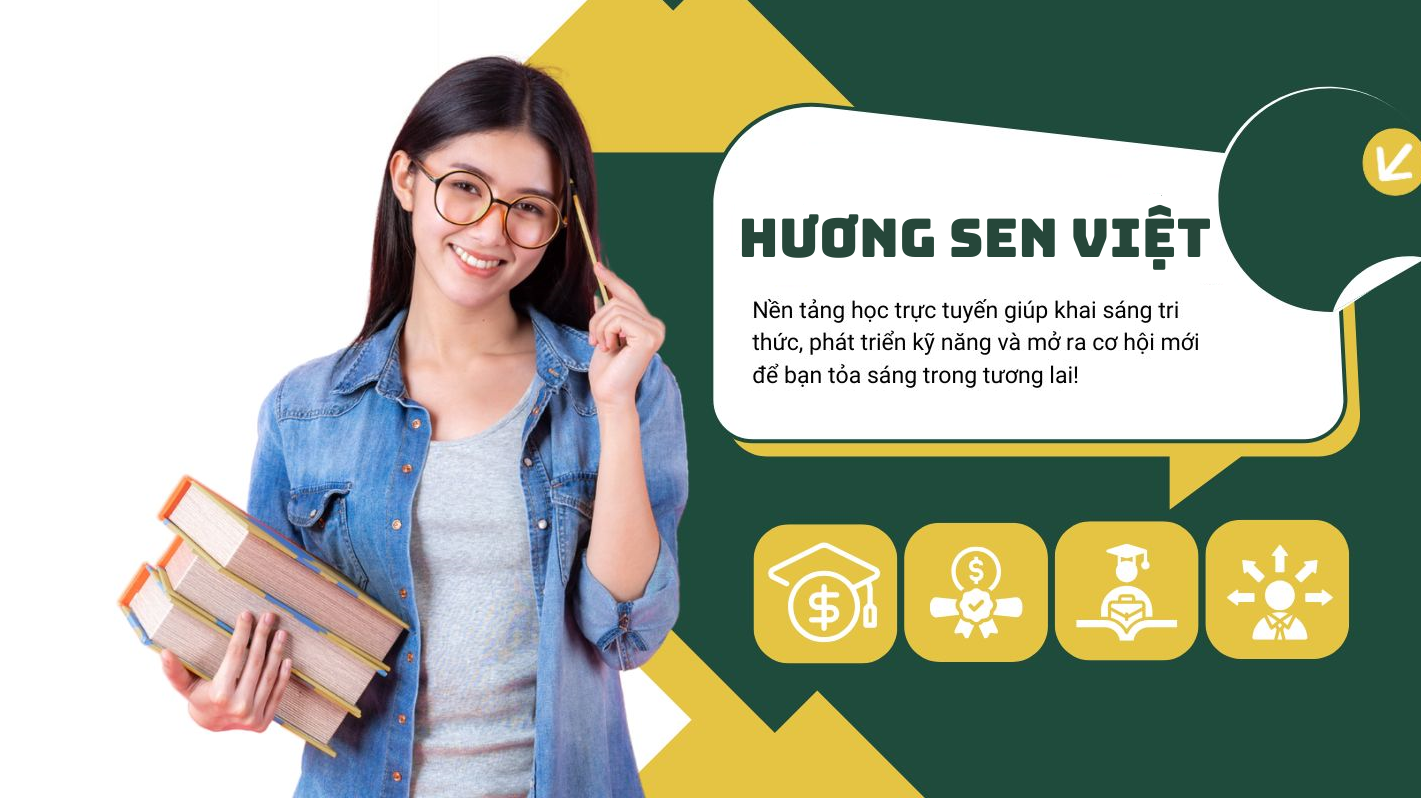 HƯƠNG SEN VIỆT
Nền tảng học trực tuyến giúp khai sáng tri
thức, phát triển kỹ năng và mở ra cơ hội mới
để bạn tỏa sáng trong tương lai!